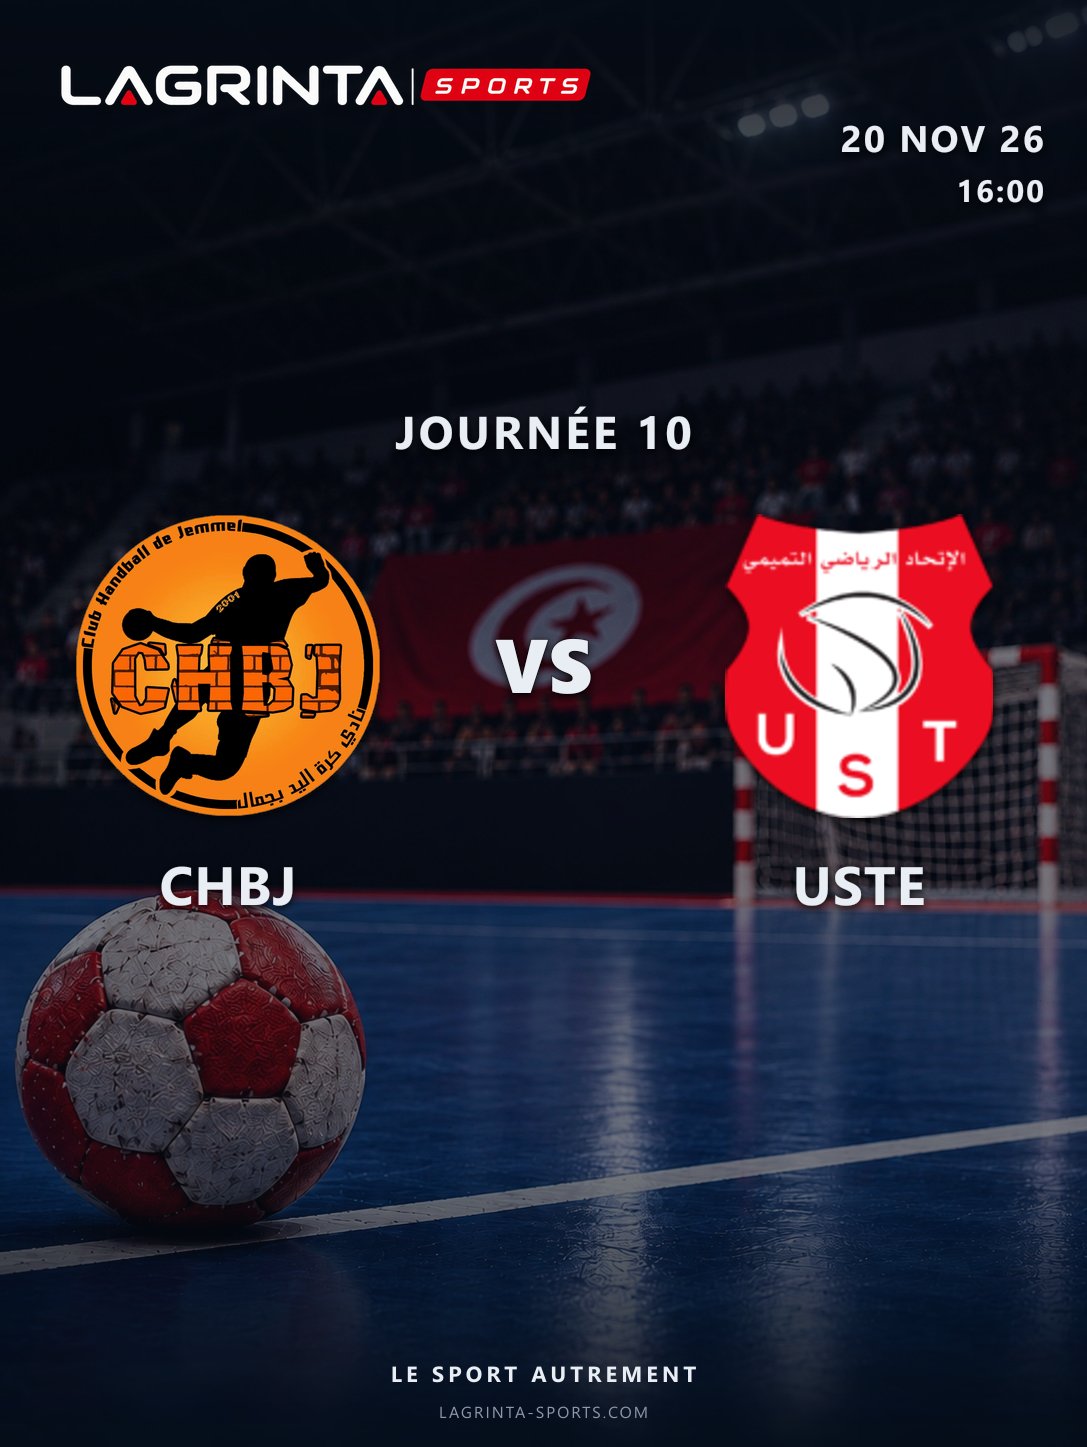 LAGRINTA SPORTS
20 NOV 26
16:00
JOURNÉE 10
Club Handball de Jemmel
2001
CHBJ
نادي كرة اليد بجمال
VS
الإتحاد الرياضي التميمي
U S T
CHBJ
USTE
LE SPORT AUTREMENT
LAGRINTA-SPORTS.COM